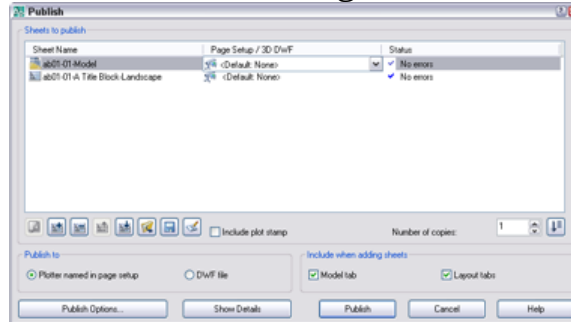 Publish
Sheets to publish
Sheet Name Page Setup / 3D DWF Status
ab01-01-Model <Default: None> No errors
ab01-01-A Title Block-Landscape <Default: None> No errors
Include plot stamp Number of copies: 1
Publish to Include when adding sheets
Plotter named in page setup DWF file Model tab Layout tabs
Publish Options... Show Details Publish Cancel Help